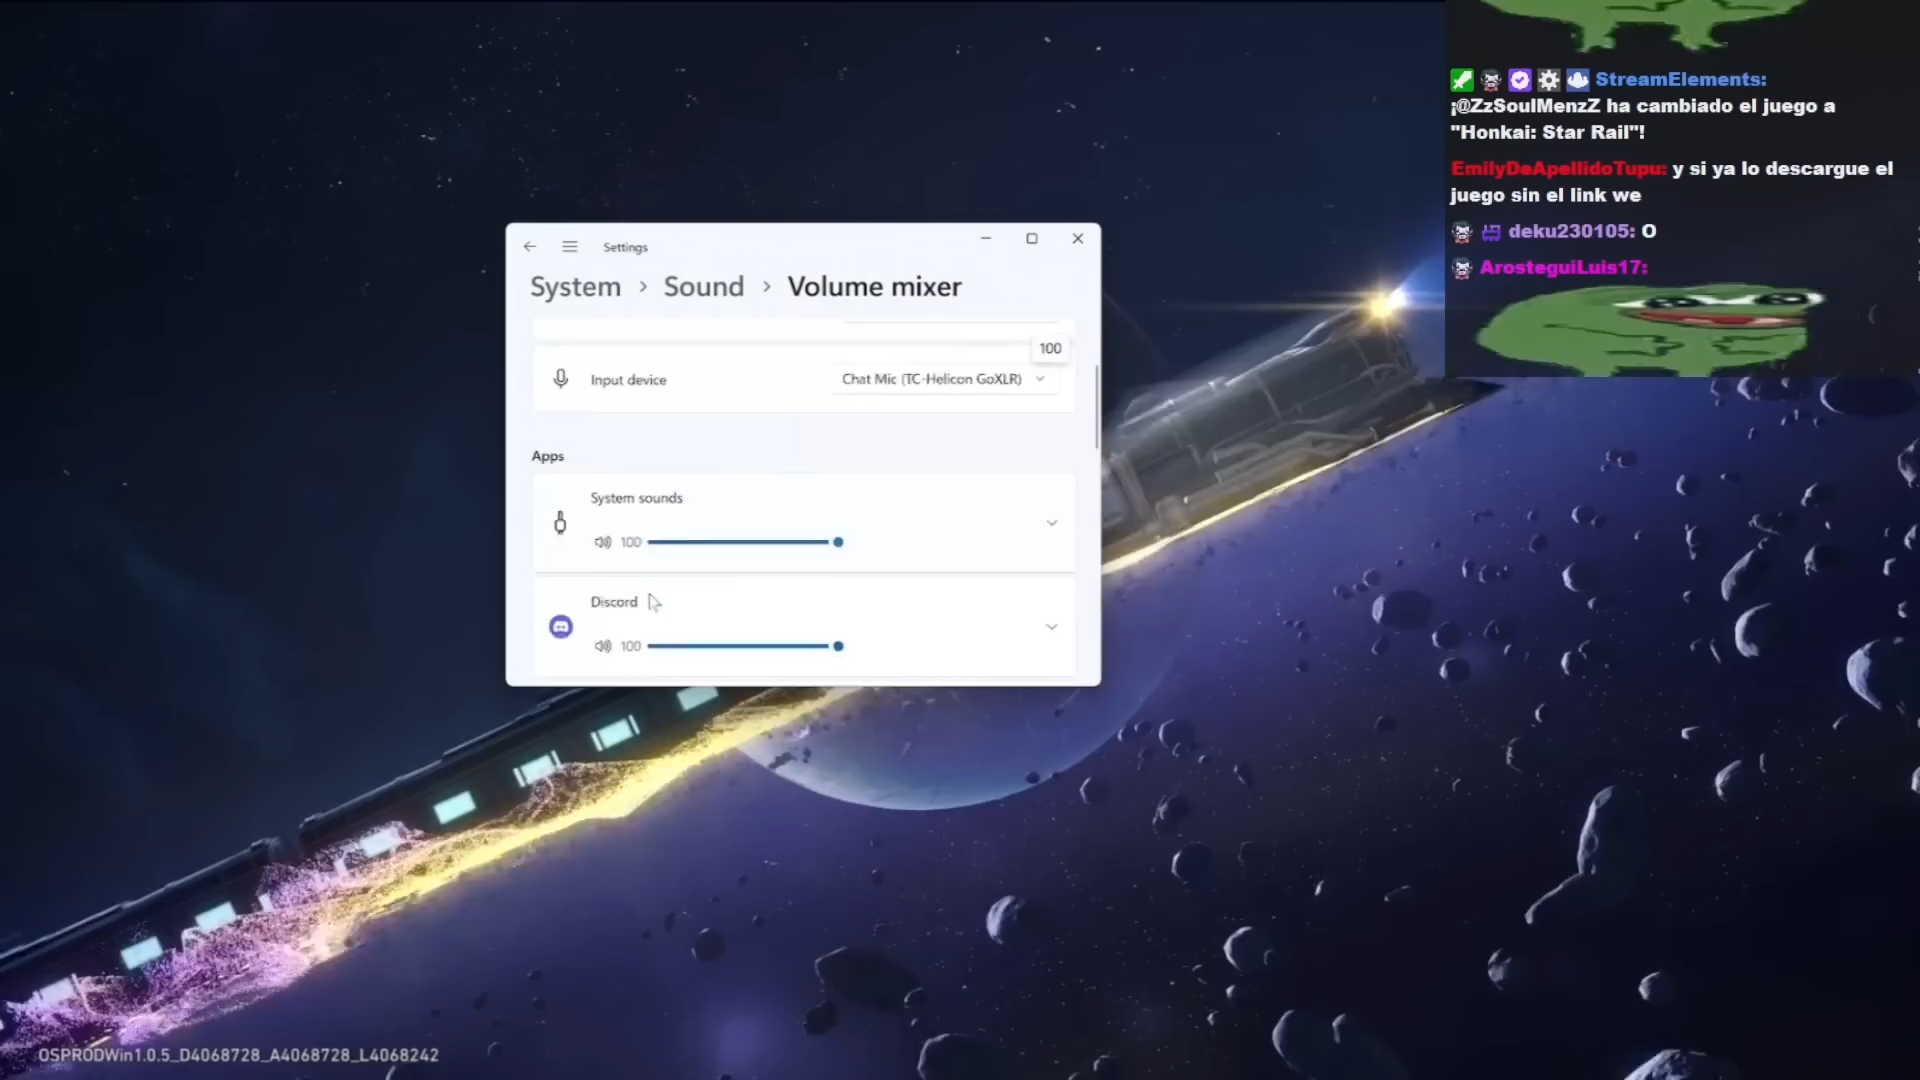 Settings
System > Sound > Volume mixer
100
Input device
Chat Mic (TC-Helicon GoXLR)
Apps
System sounds
100
Discord
100
StreamElements:
¡@ZzSoulMenzZ ha cambiado el juego a
"Honkai: Star Rail"!
EmilyDeApellidoTupu: y si ya lo descargue el
juego sin el link we
deku230105: O
ArosteguiLuis17:
OSPRODWin1.0.5_D4068728_A4068728_L4068242